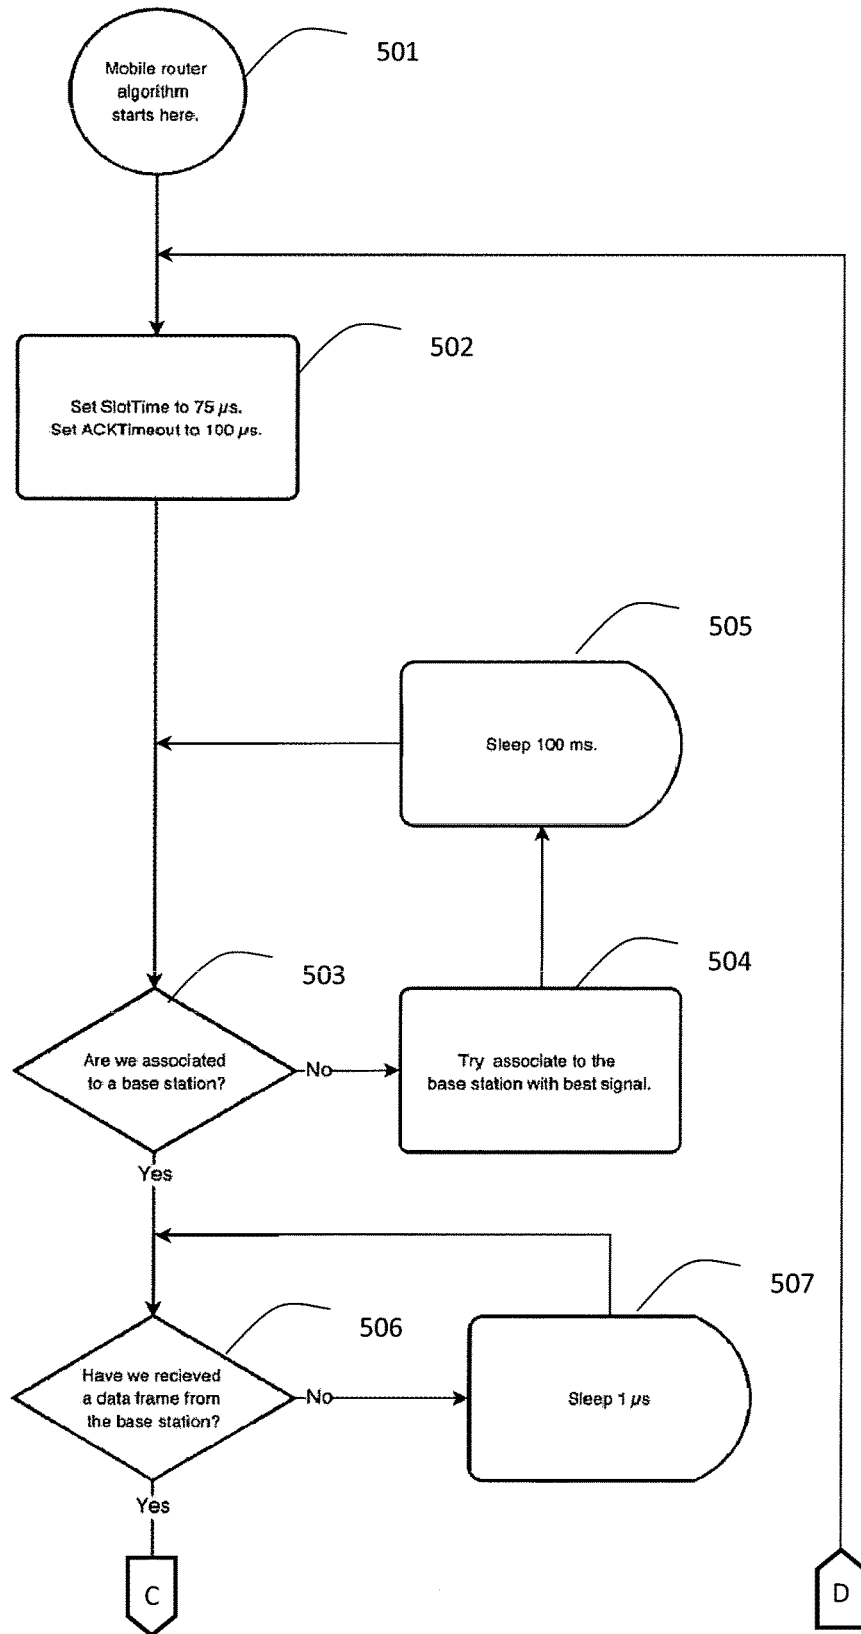 Mobile router
algorithm
starts here.
501
Set SlotTime to 75 µs.
Set ACKTimeout to 100 µs.
502
505
Sleep 100 ms.
503
504
Are we associated
to a base station?
No
Try associate to the
base station with best signal.
Yes
507
506
Have we recieved
a data frame from
the base station?
No
Sleep 1 µs
Yes
C
D